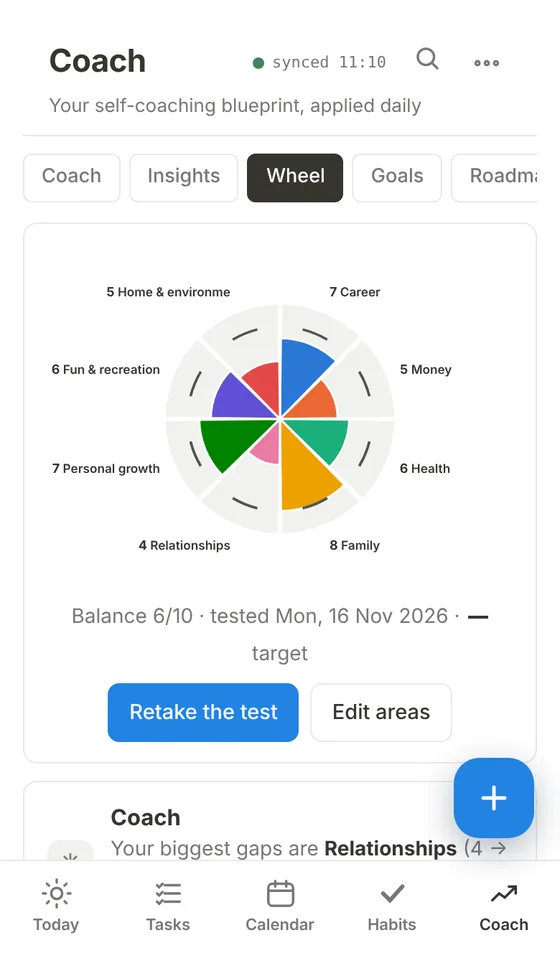 Coach
synced 11:10
Your self-coaching blueprint, applied daily
Coach
Insights
Wheel
Goals
Roadma
5 Home & environme
7 Career
6 Fun & recreation
5 Money
7 Personal growth
6 Health
4 Relationships
8 Family
Balance 6/10 · tested Mon, 16 Nov 2026 · —
target
Retake the test
Edit areas
+
Coach
Your biggest gaps are Relationships (4 →
Today
Tasks
Calendar
Habits
Coach